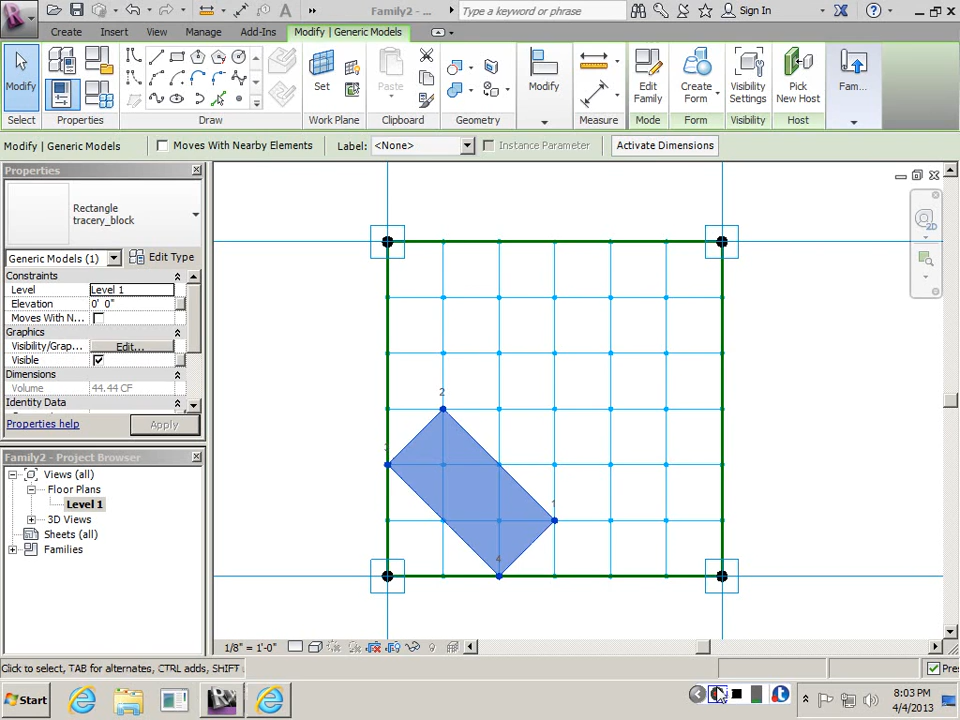 Family2 - ...
Type a keyword or phrase
Sign In
Create
Insert
View
Manage
Add-Ins
Modify | Generic Models
Modify
Set
Paste
Modify
Edit
Family
Create
Form
Visibility
Settings
Pick
New Host
Fam...
Select
Properties
Draw
Work Plane
Clipboard
Geometry
Measure
Mode
Form
Visibility
Host
Modify | Generic Models
Moves With Nearby Elements
Label:
<None>
Instance Parameter
Activate Dimensions
Properties
Rectangle
tracery_block
Generic Models (1)
Edit Type
Constraints
Level
Level 1
Elevation
0' 0"
Moves With N...
Graphics
Visibility/Grap...
Edit...
Visible
Dimensions
Volume
44.44 CF
Identity Data
Properties help
Apply
Family2 - Project Browser
Views (all)
Floor Plans
Level 1
3D Views
Sheets (all)
Families
2
1
4
2D
1/8" = 1'-0"
Click to select, TAB for alternates, CTRL adds, SHIFT
Pres
Start
8:03 PM
4/4/2013